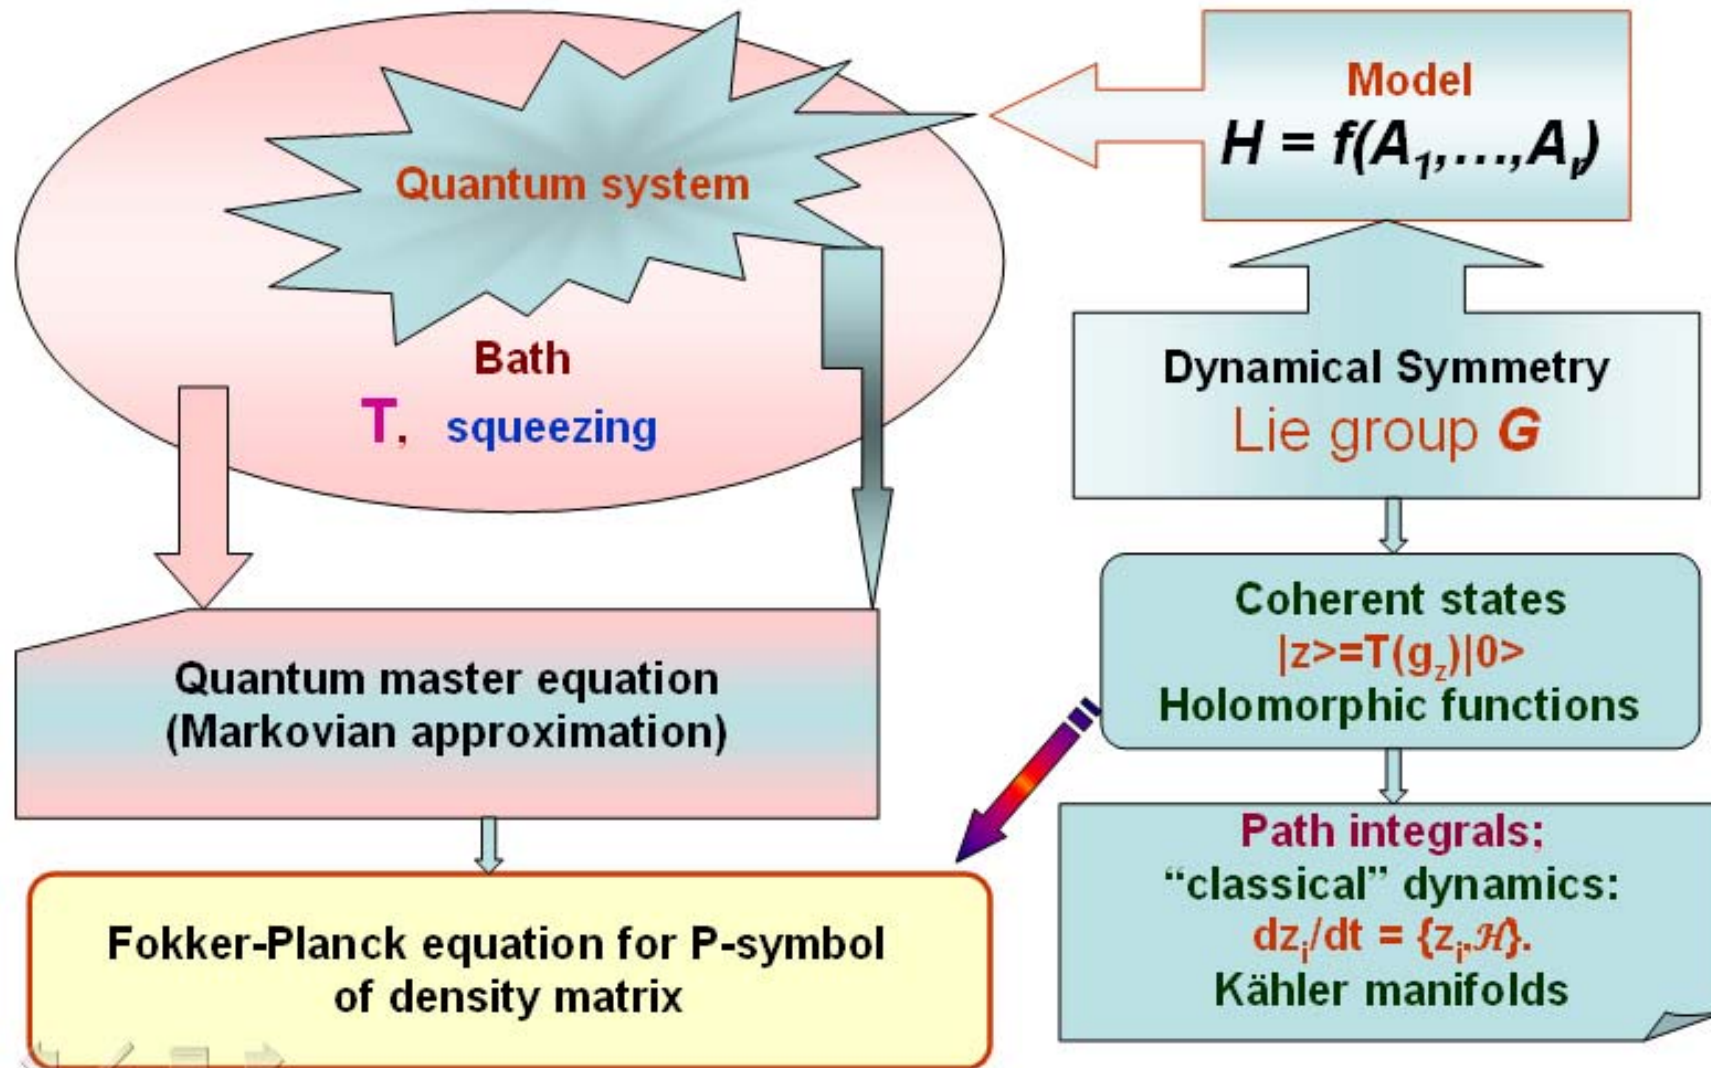 Quantum system
Bath
T, squeezing
Model
H = f(A₁,…,Aᵣ)
Dynamical Symmetry
Lie group G
Coherent states
|z>=T(g_z)|0>
Holomorphic functions
Path integrals;
“classical” dynamics:
dzᵢ/dt = {zᵢ,ℋ}.
Kähler manifolds
Quantum master equation
(Markovian approximation)
Fokker-Planck equation for P-symbol
of density matrix